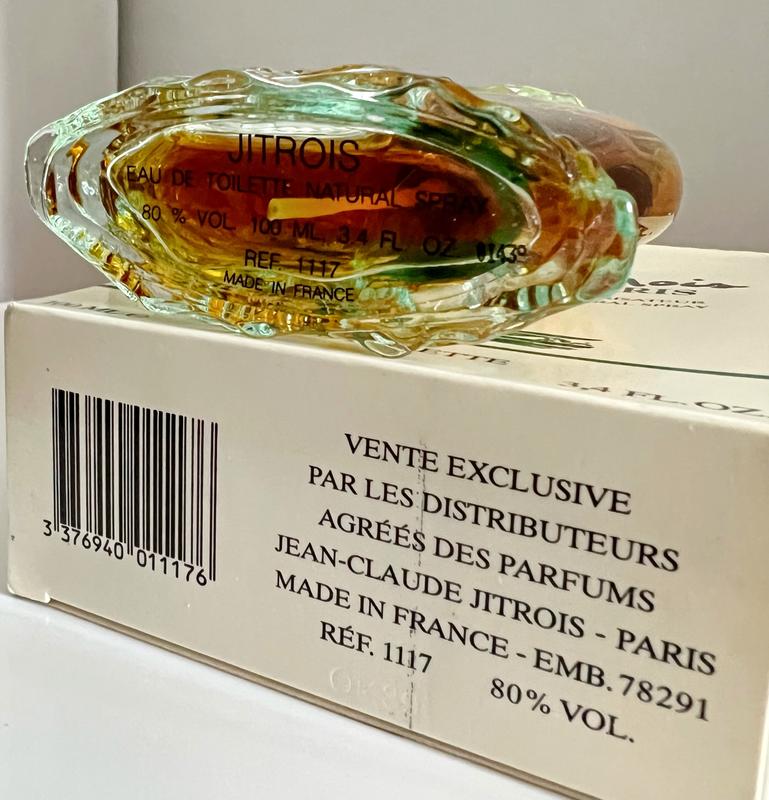 JITROIS
EAU DE TOILETTE NATURAL SPRAY
80 % VOL. 100 ML. 3.4 FL. OZ.
REF. 1117
MADE IN FRANCE
PARIS
3.4 FL. OZ.
3 376940 011176
VENTE EXCLUSIVE
PAR LES DISTRIBUTEURS
AGRÉÉS DES PARFUMS
JEAN-CLAUDE JITROIS - PARIS
MADE IN FRANCE - EMB. 78291
RÉF. 1117 80% VOL.